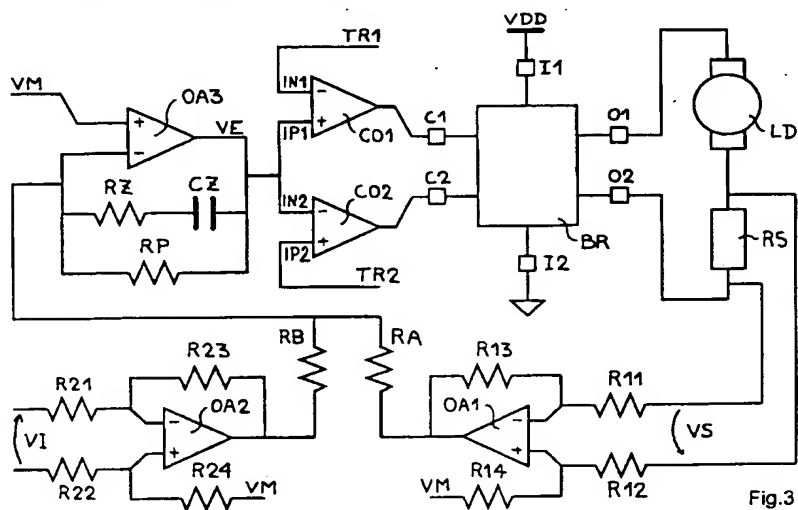 VDD
TR1
I1
VM
OA3
IN1
IP1
CO1
C1
O1
LD
VE
RZ
CZ
IN2
C2
O2
CO2
RP
IP2
BR
RS
TR2
I2
RB
RA
R23
R13
R21
OA2
OA1
R11
VI
VS
R22
R24
VM
VM
R14
R12
Fig.3